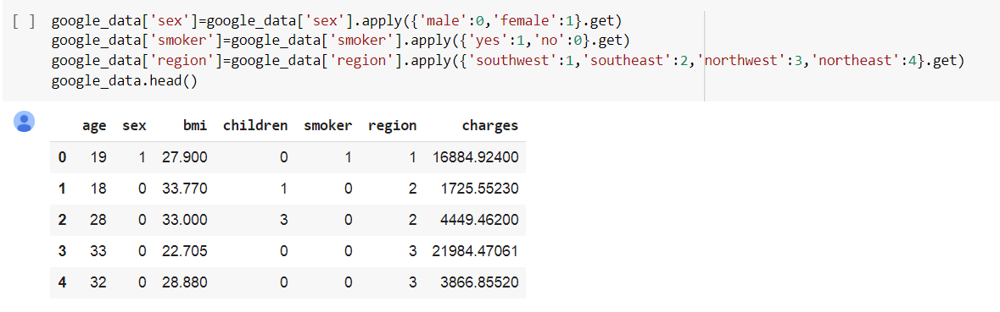 [ ] google_data['sex']=google_data['sex'].apply({'male':0,'female':1}.get)
google_data['smoker']=google_data['smoker'].apply({'yes':1,'no':0}.get)
google_data['region']=google_data['region'].apply({'southwest':1,'southeast':2,'northwest':3,'northeast':4}.get)
google_data.head()
age sex bmi children smoker region charges
0 19 1 27.900 0 1 1 16884.92400
1 18 0 33.770 1 0 2 1725.55230
2 28 0 33.000 3 0 2 4449.46200
3 33 0 22.705 0 0 3 21984.47061
4 32 0 28.880 0 0 3 3866.85520